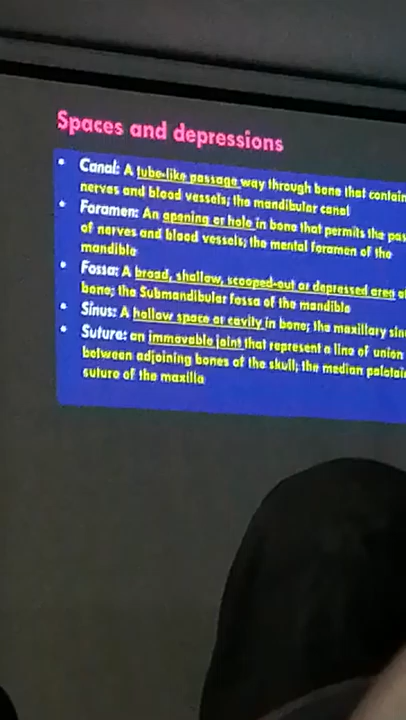 Spaces and depressions
• Canal: A tube-like passage way through bone that contain
nerves and blood vessels; the mandibular canal
• Foramen: An opening or hole in bone that permits the pas
of nerves and blood vessels; the mental foramen of the
mandible
• Fossa: A broad, shallow, scooped-out or depressed area of
bone; the Submandibular fossa of the mandible
• Sinus: A hollow space or cavity in bone; the maxillary sin
• Suture: an immovable joint that represent a line of union
between adjoining bones of the skull; the median palatai
suture of the maxilla